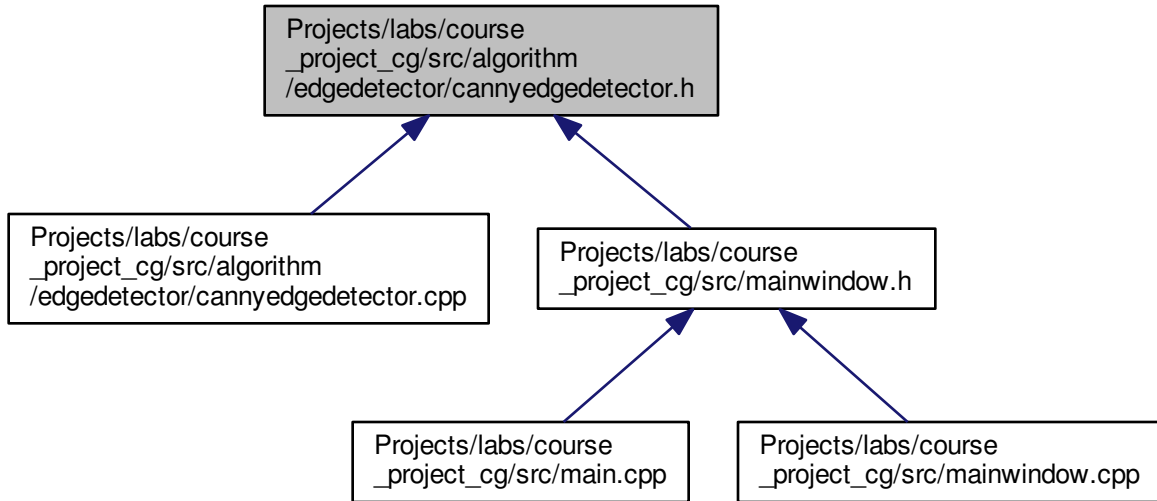 Projects/labs/course
_project_cg/src/algorithm
/edgedetector/cannyedgedetector.h
Projects/labs/course
_project_cg/src/algorithm
/edgedetector/cannyedgedetector.cpp
Projects/labs/course
_project_cg/src/mainwindow.h
Projects/labs/course
_project_cg/src/main.cpp
Projects/labs/course
_project_cg/src/mainwindow.cpp